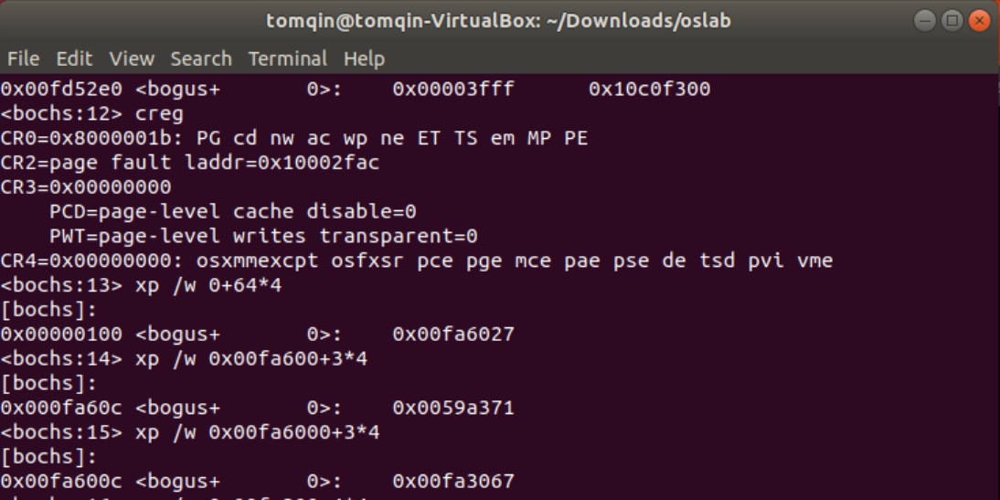 tomqin@tomqin-VirtualBox: ~/Downloads/oslab
File Edit View Search Terminal Help
0x00fd52e0 <bogus+       0>:    0x00003fff      0x10c0f300
<bochs:12> creg
CR0=0x8000001b: PG cd nw ac wp ne ET TS em MP PE
CR2=page fault laddr=0x10002fac
CR3=0x00000000
    PCD=page-level cache disable=0
    PWT=page-level writes transparent=0
CR4=0x00000000: osxmmexcpt osfxsr pce pge mce pae pse de tsd pvi vme
<bochs:13> xp /w 0+64*4
[bochs]:
0x00000100 <bogus+       0>:    0x00fa6027
<bochs:14> xp /w 0x00fa600+3*4
[bochs]:
0x000fa60c <bogus+       0>:    0x0059a371
<bochs:15> xp /w 0x00fa6000+3*4
[bochs]:
0x00fa600c <bogus+       0>:    0x00fa3067